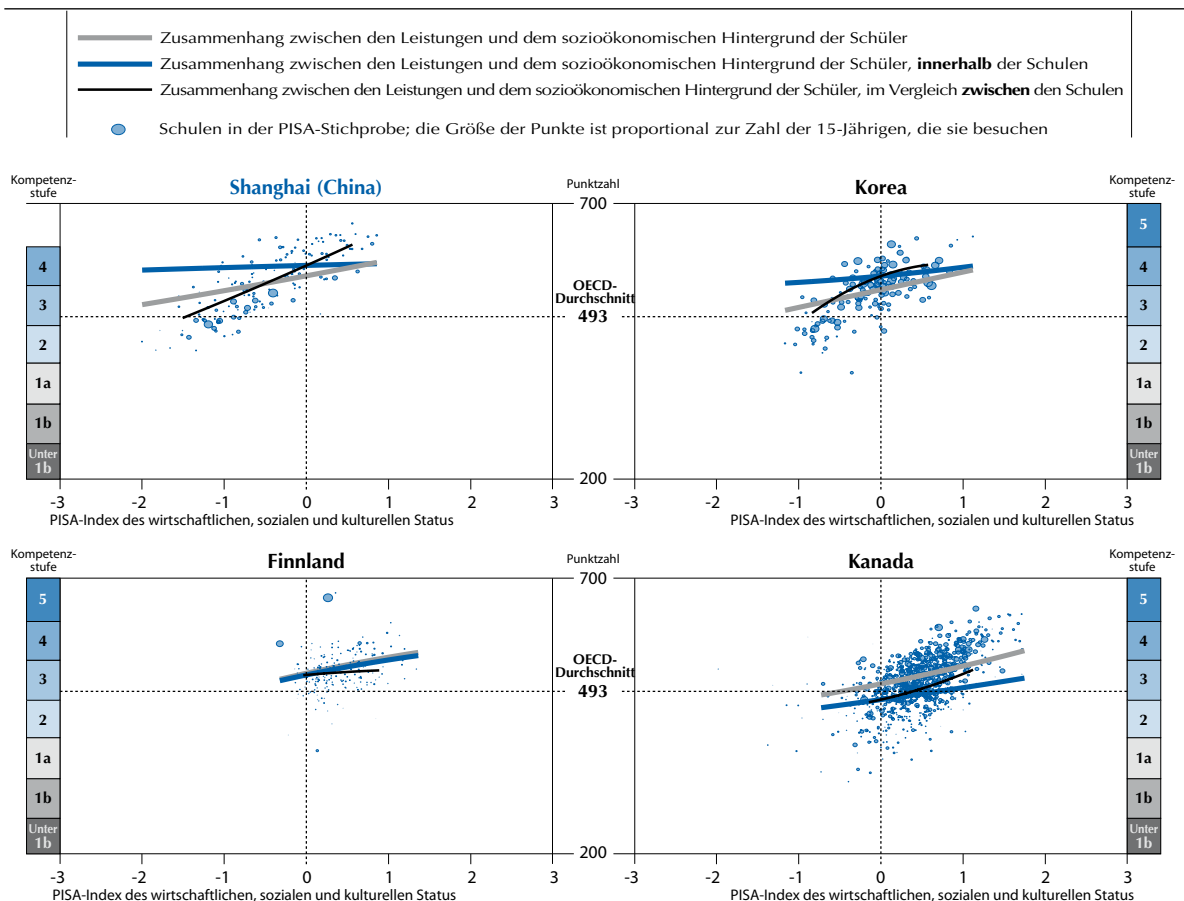 Zusammenhang zwischen den Leistungen und dem sozioökonomischen Hintergrund der Schüler
Zusammenhang zwischen den Leistungen und dem sozioökonomischen Hintergrund der Schüler, innerhalb der Schulen
Zusammenhang zwischen den Leistungen und dem sozioökonomischen Hintergrund der Schüler, im Vergleich zwischen den Schulen
Schulen in der PISA-Stichprobe; die Größe der Punkte ist proportional zur Zahl der 15-Jährigen, die sie besuchen
Kompetenz-
stufe
Shanghai (China)
Punktzahl
Korea
Kompetenz-
stufe
700
5
4
4
OECD-
Durchschnitt
3
3
493
2
2
1a
1a
1b
1b
Unter
1b
Unter
1b
200
-3 -2 -1 0 1 2 3
-3 -2 -1 0 1 2 3
PISA-Index des wirtschaftlichen, sozialen und kulturellen Status
PISA-Index des wirtschaftlichen, sozialen und kulturellen Status
Kompetenz-
stufe
Finnland
Punktzahl
Kanada
Kompetenz-
stufe
700
5
5
4
4
OECD-
Durchschnitt
3
3
493
2
2
1a
1a
1b
1b
Unter
1b
Unter
1b
200
-3 -2 -1 0 1 2 3
-3 -2 -1 0 1 2 3
PISA-Index des wirtschaftlichen, sozialen und kulturellen Status
PISA-Index des wirtschaftlichen, sozialen und kulturellen Status